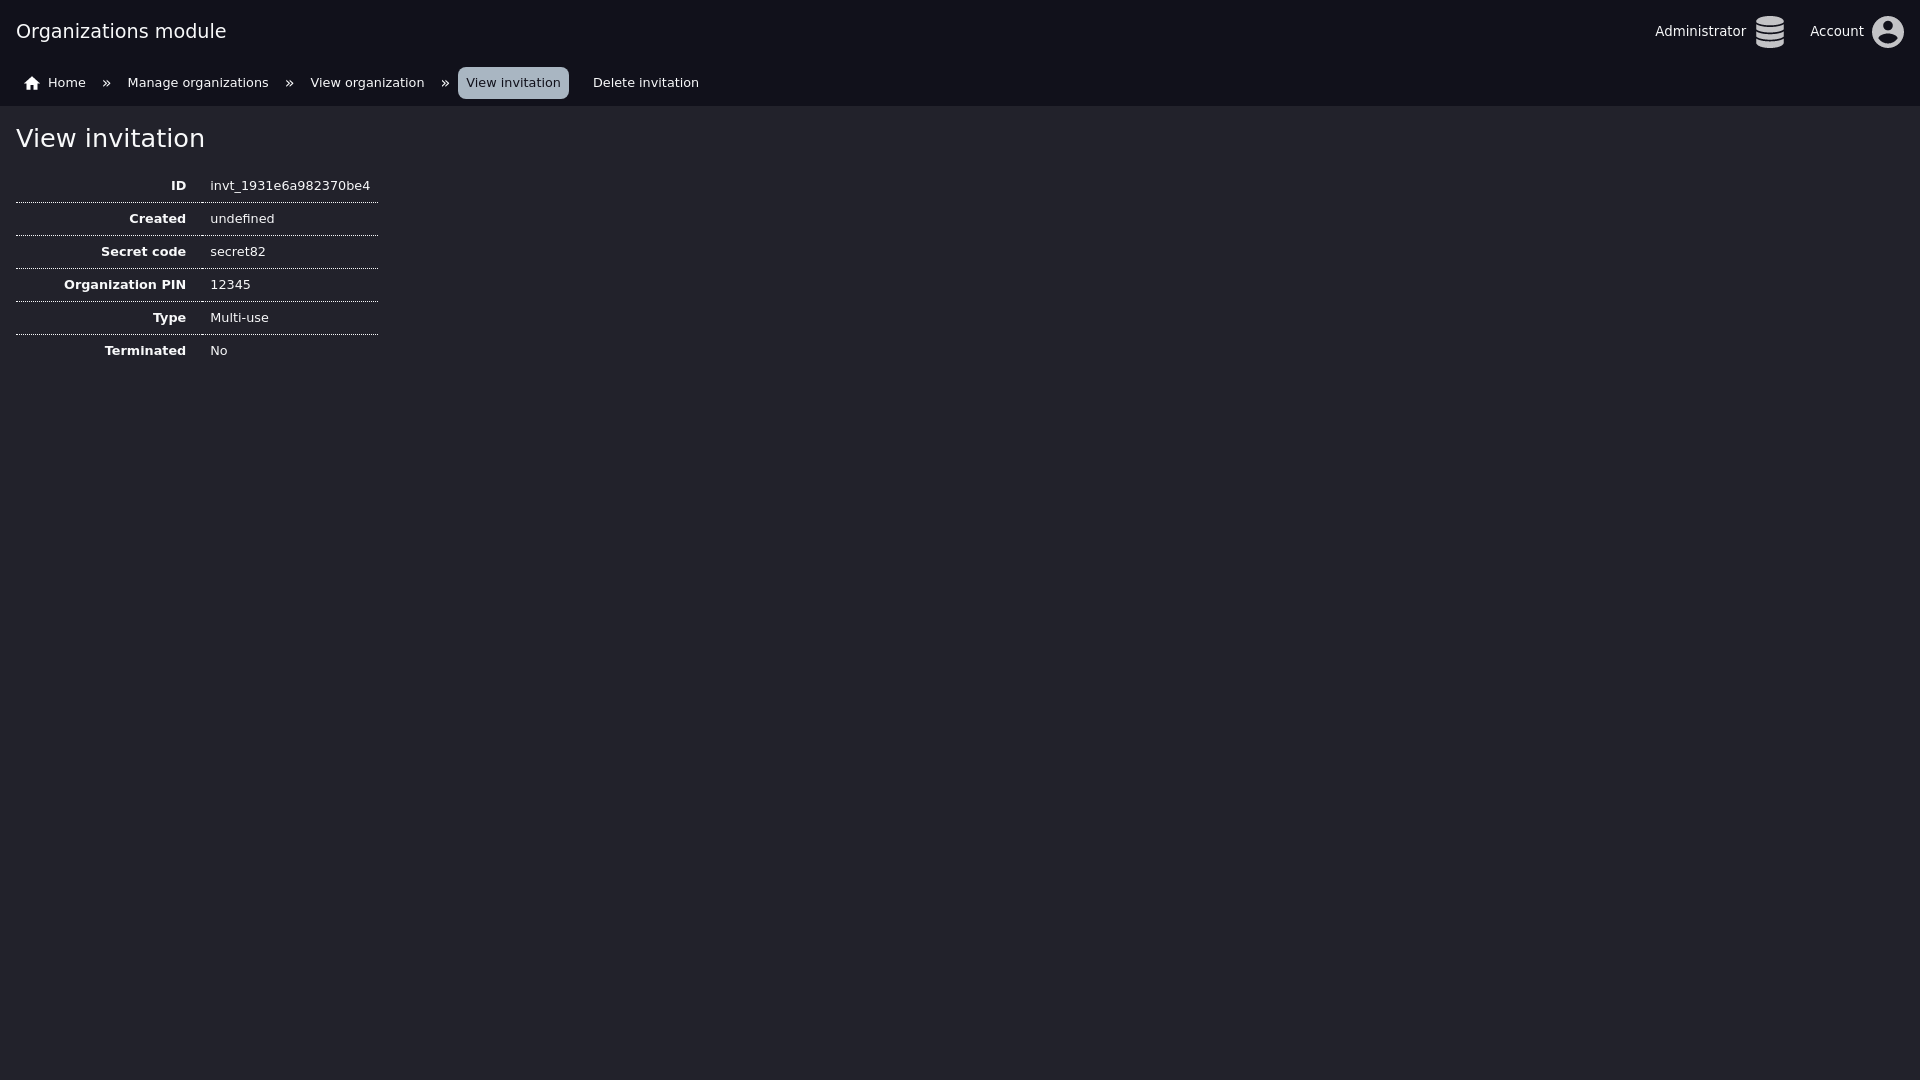 Organizations module
Administrator
Account
Home » Manage organizations » View organization » View invitation Delete invitation
View invitation
ID invt_1931e6a982370be4
Created undefined
Secret code secret82
Organization PIN 12345
Type Multi-use
Terminated No